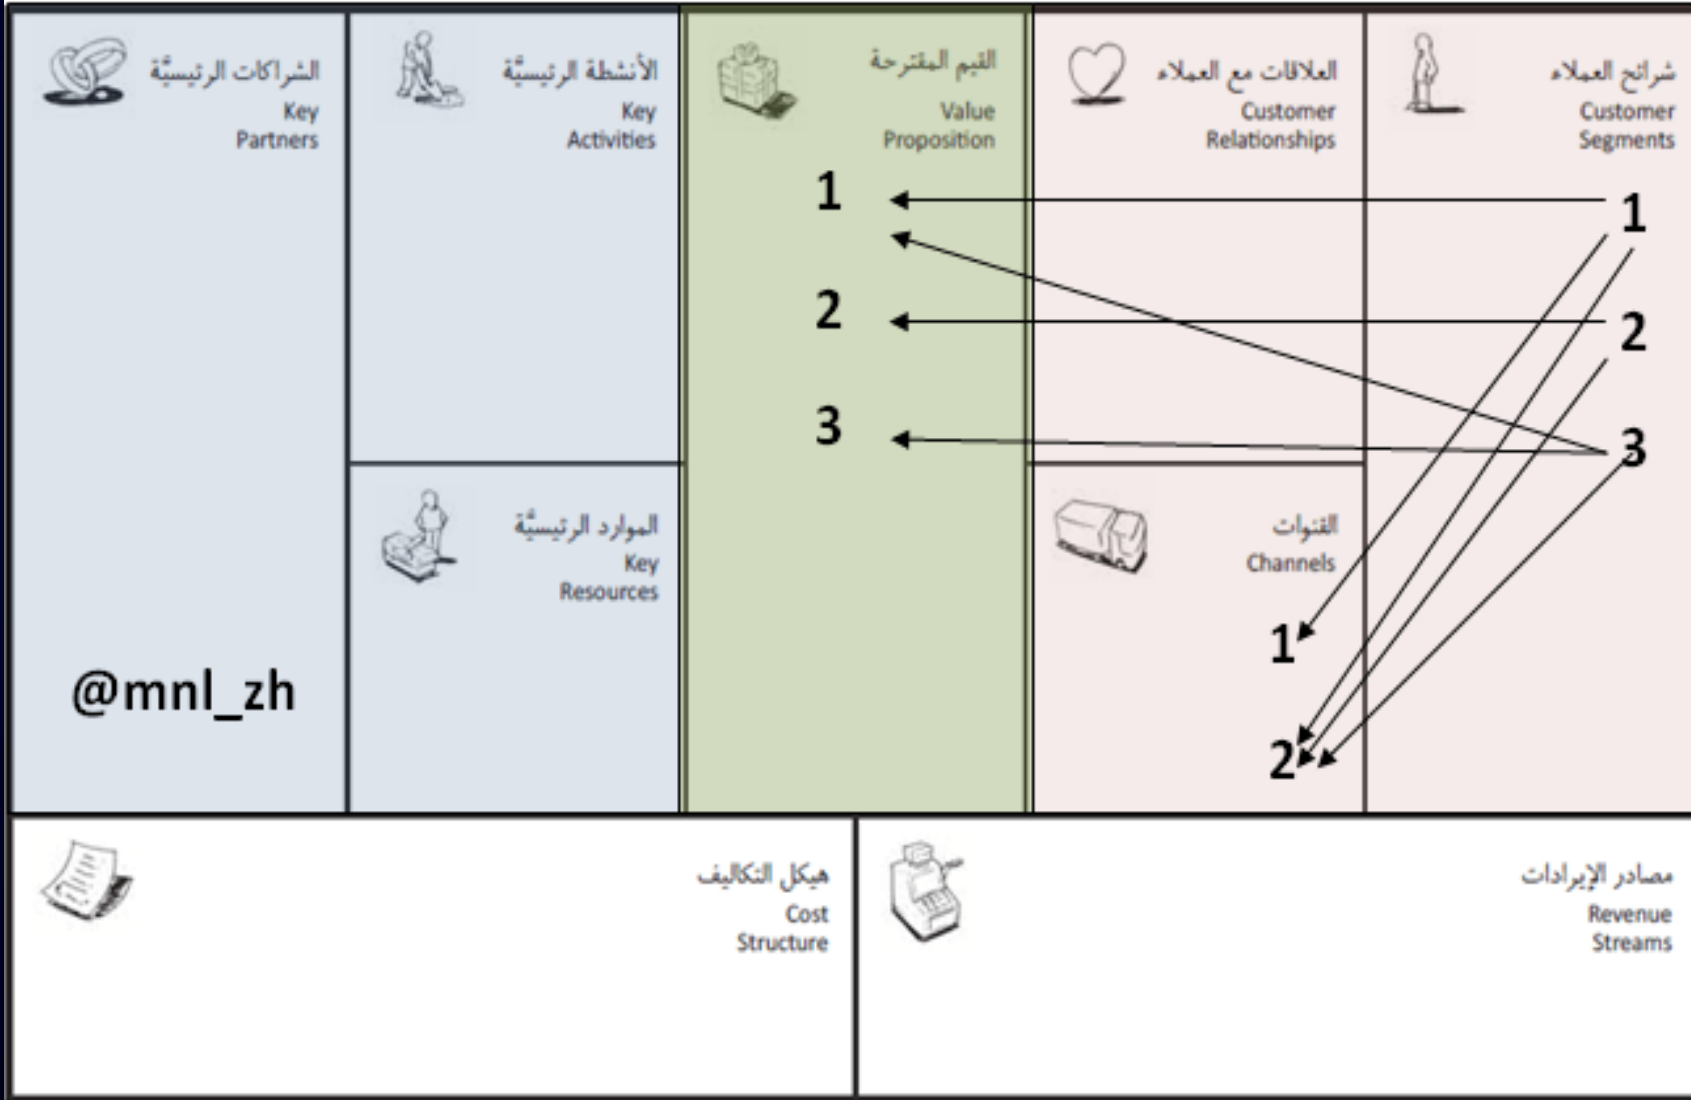 الشراكات الرئيسيَّة
Key
Partners
@mnl_zh
الأنشطة الرئيسيَّة
Key
Activities
الموارد الرئيسيَّة
Key
Resources
القيم المقترحة
Value
Proposition
1
2
3
العلاقات مع العملاء
Customer
Relationships
القنوات
Channels
1
2
شرائح العملاء
Customer
Segments
1
2
3
هيكل التكاليف
Cost
Structure
مصادر الإيرادات
Revenue
Streams